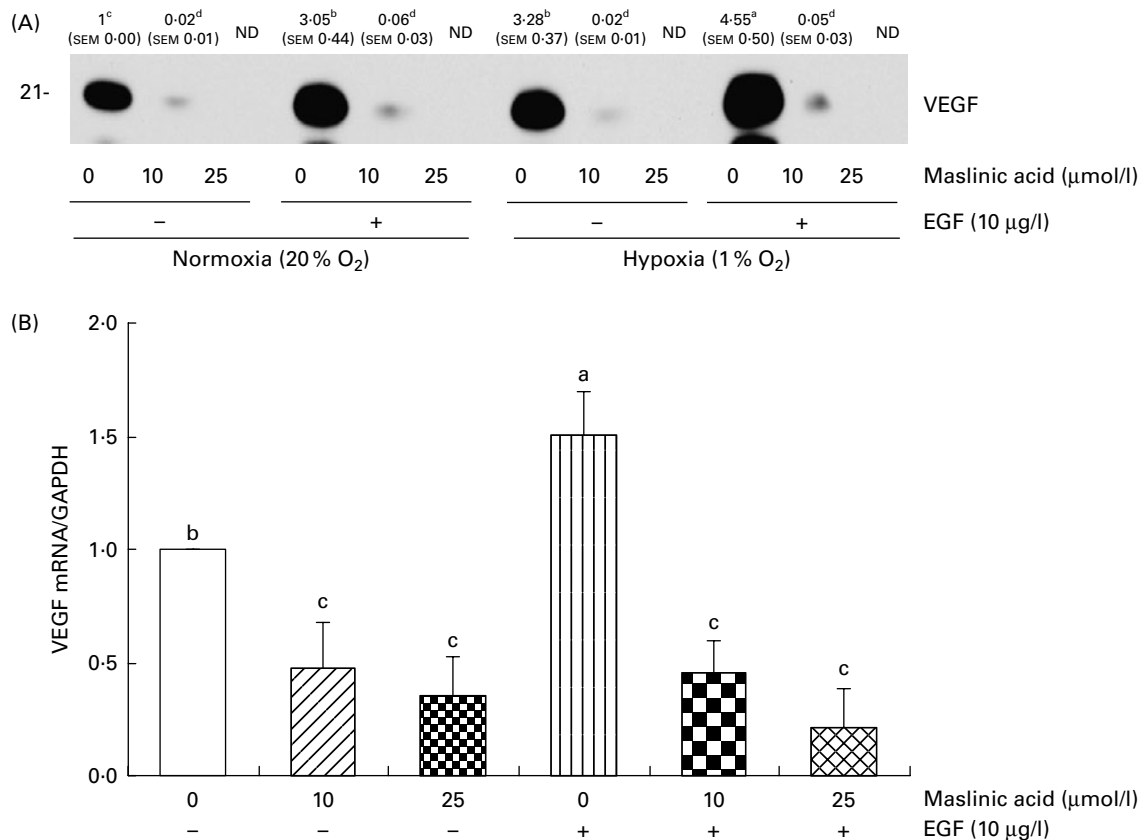 (A) 1ᶜ 0·02ᵈ ND 3·05ᵇ 0·06ᵈ ND 3·28ᵇ 0·02ᵈ ND 4·55ᵃ 0·05ᵈ ND
(SEM 0·00) (SEM 0·01) (SEM 0·44) (SEM 0·03) (SEM 0·37) (SEM 0·01) (SEM 0·50) (SEM 0·03)
21- VEGF
0 10 25 0 10 25 0 10 25 0 10 25 Maslinic acid (μmol/l)
– + – + EGF (10 μg/l)
Normoxia (20 % O₂) Hypoxia (1 % O₂)
(B)
VEGF mRNA/GAPDH
2·0
1·5
1·0
0·5
0·0
b
c
c
a
c
c
0 10 25 0 10 25 Maslinic acid (μmol/l)
– – – + + + EGF (10 μg/l)